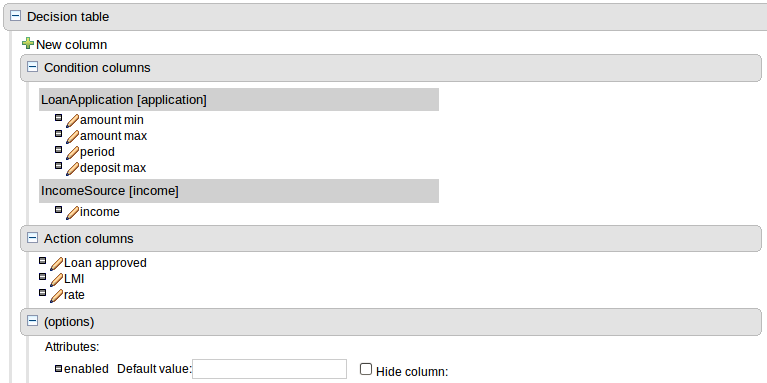 Decision table
New column
Condition columns
LoanApplication [application]
amount min
amount max
period
deposit max
IncomeSource [income]
income
Action columns
Loan approved
LMI
rate
(options)
Attributes:
enabled Default value: Hide column: